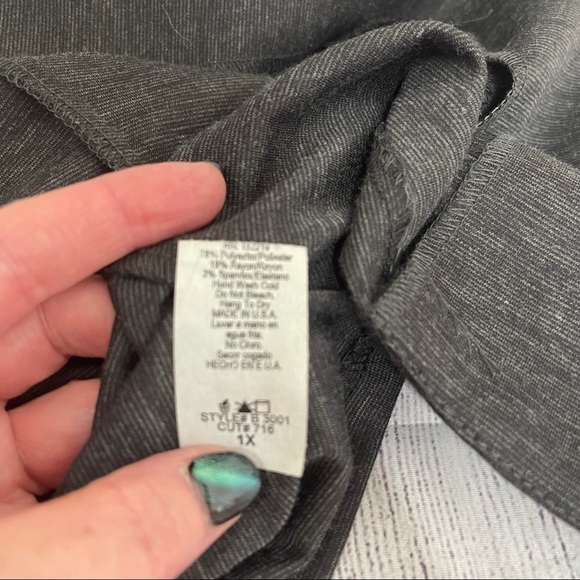 78% Polyester/Poliester
19% Rayon/Rayon
3% Spandex/Elastano
Hand Wash Cold
Do Not Bleach.
Hang To Dry
MADE IN U.S.A.
Lavar a mano en
agua fria.
No Cloro.
Secar colgado
HECHO EN E.U.A.
STYLE# B 5001
CUT# 716
1X